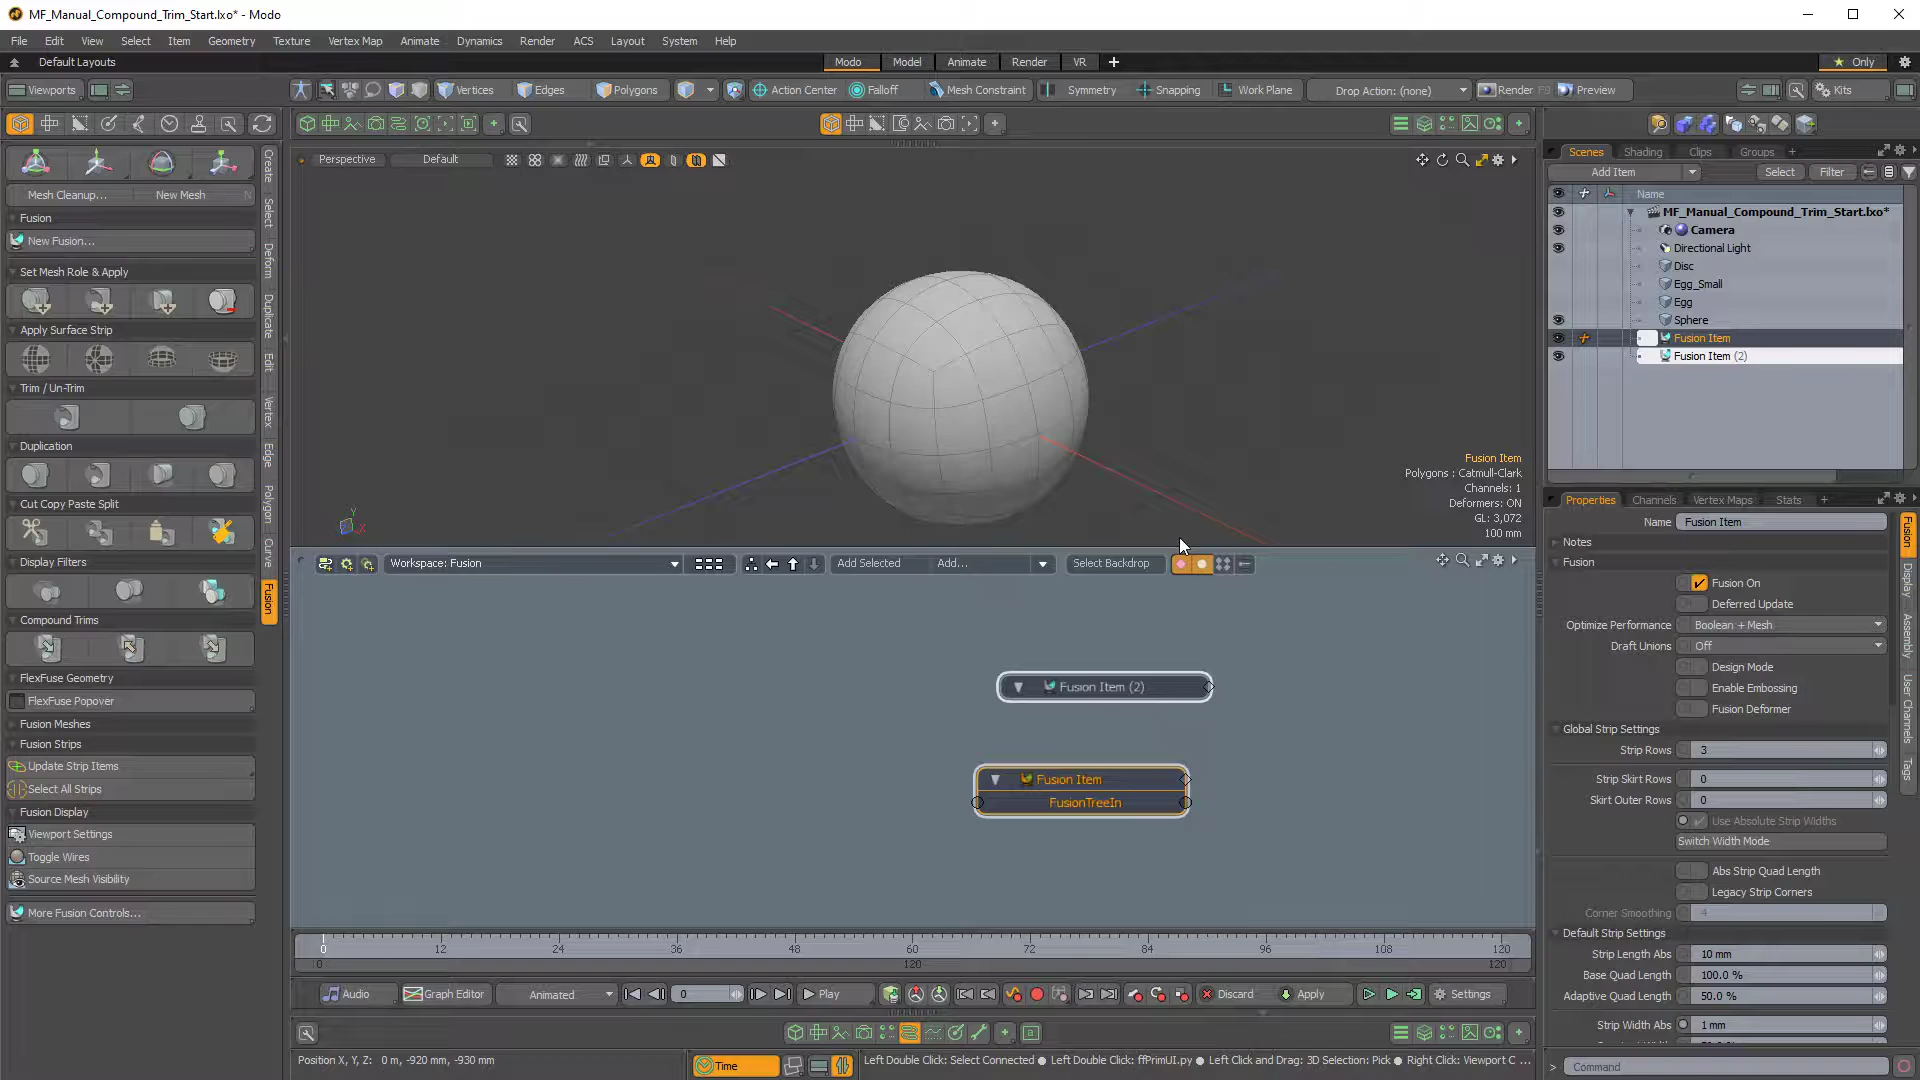 MF_Manual_Compound_Trim_Start.lxo* - Modo
File Edit View Select Item Geometry Texture Vertex Map Animate Dynamics Render ACS Layout System Help
Default Layouts
Modo Model Animate Render VR
Only
Viewports
Vertices Edges Polygons Action Center Falloff Mesh Constraint Symmetry Snapping Work Plane Drop Action: (none) Render F9 Preview Kits
Perspective Default
Mesh Cleanup... New Mesh N
Fusion
New Fusion...
Set Mesh Role & Apply
Apply Surface Strip
Trim / Un-Trim
Duplication
Cut Copy Paste Split
Display Filters
Compound Trims
FlexFuse Geometry
FlexFuse Popover
Fusion Meshes
Fusion Strips
Update Strip Items
Select All Strips
Fusion Display
Viewport Settings
Toggle Wires
Source Mesh Visibility
More Fusion Controls...
Create
Select
Deform
Duplicate
Edit
Vertex
Edge
Polygon
Curve
Fusion
Y
X
Fusion Item
Polygons : Catmull-Clark
Channels: 1
Deformers: ON
GL: 3,072
100 mm
Workspace: Fusion Add Selected Add... Select Backdrop
Fusion Item (2)
Fusion Item
FusionTreeIn
0 12 24 36 48 60 72 84 96 108 120
0 120 120
Audio Graph Editor Animated 0 Play Discard Apply Settings
Position X, Y, Z: 0 m, -920 mm, -930 mm
Time
Left Double Click: Select Connected ● Left Double Click: ffPrimUI.py ● Left Click and Drag: 3D Selection: Pick ● Right Click: Viewport C ...
Scenes Shading Clips Groups
Add Item Select Filter
Name
MF_Manual_Compound_Trim_Start.lxo*
Camera
Directional Light
Disc
Egg_Small
Egg
Sphere
Fusion Item
Fusion Item (2)
Properties Channels Vertex Maps Stats
Name Fusion Item
Notes
Fusion
Fusion On
Deferred Update
Optimize Performance Boolean + Mesh
Draft Unions Off
Design Mode
Enable Embossing
Fusion Deformer
Global Strip Settings
Strip Rows 3
Strip Skirt Rows 0
Skirt Outer Rows 0
Use Absolute Strip Widths
Switch Width Mode
Abs Strip Quad Length
Legacy Strip Corners
Corner Smoothing 4
Default Strip Settings
Strip Length Abs 10 mm
Base Quad Length 100.0 %
Adaptive Quad Length 50.0 %
Strip Width Abs 1 mm
Fusion
Display
Assembly
User Channels
Tags
Command